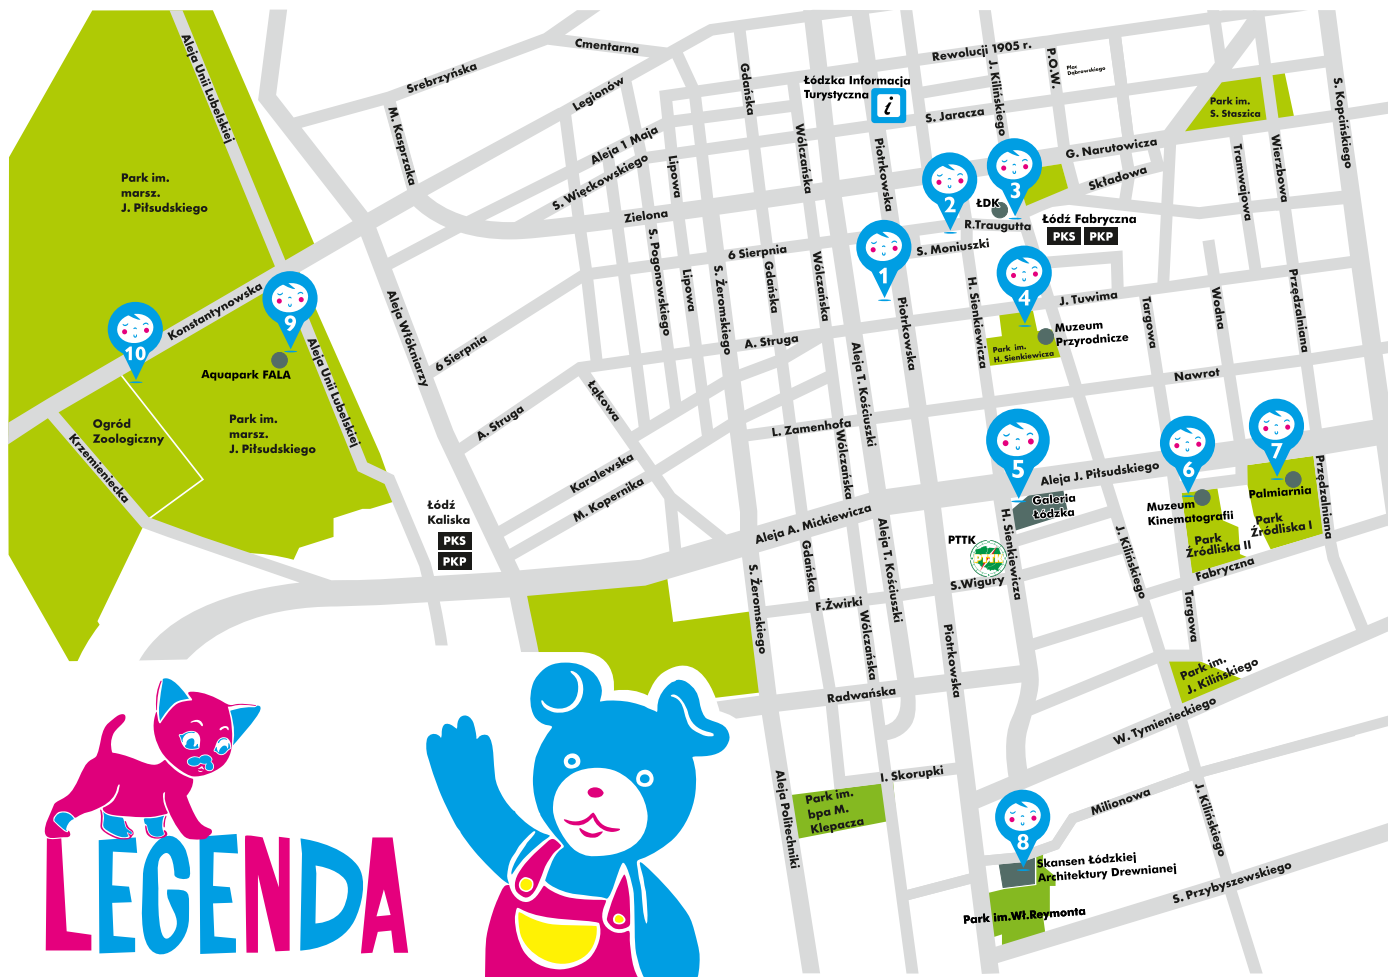 Aleja Unii Lubelskiej
Cmentarna
Srebrzyńska
Legionów
M. Kasprzaka
Aleja 1 Maja
S. Więckowskiego
Lipowa
Gdańska
Łódzka Informacja
Turystyczna
i
Wólczańska
Piotrkowska
Rewolucji 1905 r.
J. Kilińskiego
P.O.W.
Plac
Dąbrowskiego
S. Jaracza
G. Narutowicza
Składowa
Park im.
S. Staszica
Tramwajowa
Wierzbowa
S. Kopcińskiego
Park im.
marsz.
J. Piłsudskiego
Zielona
S. Pogonowskiego
Lipowa
S. Żeromskiego
6 Sierpnia
Gdańska
Wólczańska
1
2
3
ŁDK
R.Traugutta
S. Moniuszki
Łódź Fabryczna
PKS
PKP
4
J. Tuwima
Muzeum
Przyrodnicze
Park im.
H. Sienkiewicza
H. Sienkiewicza
Piotrkowska
Targowa
Wodna
Przędzalniana
Konstantynowska
9
10
Aquapark FALA
Aleja Unii Lubelskiej
Aleja Włókniarzy
6 Sierpnia
A. Struga
A. Struga
Łąkowa
Aleja T. Kościuszki
Nawrot
L. Zamenhofa
Wólczańska
Ogród
Zoologiczny
Park im.
marsz.
J. Piłsudskiego
Krzemieniecka
Karolewska
M. Kopernika
5
6
7
Aleja J. Piłsudskiego
Galeria
Łódzka
Muzeum
Kinematografii
Palmiarnia
Przędzalniana
Park
Źródliska I
Park
Źródliska II
Fabryczna
Łódź
Kaliska
PKS
PKP
Aleja A. Mickiewicza
Gdańska
Aleja T. Kościuszki
PTTK
PTTK
S.Wigury
H. Sienkiewicza
J. Kilińskiego
Targowa
S. Żeromskiego
F.Żwirki
Wólczańska
Piotrkowska
Radwańska
Park im.
J. Kilińskiego
W. Tymienieckiego
Aleja Politechniki
I. Skorupki
Park im.
bpa M.
Klepacza
Milionowa
J. Kilińskiego
8
Skansen Łódzkiej
Architektury Drewnianej
S. Przybyszewskiego
Park im.Wł.Reymonta
LEGENDA